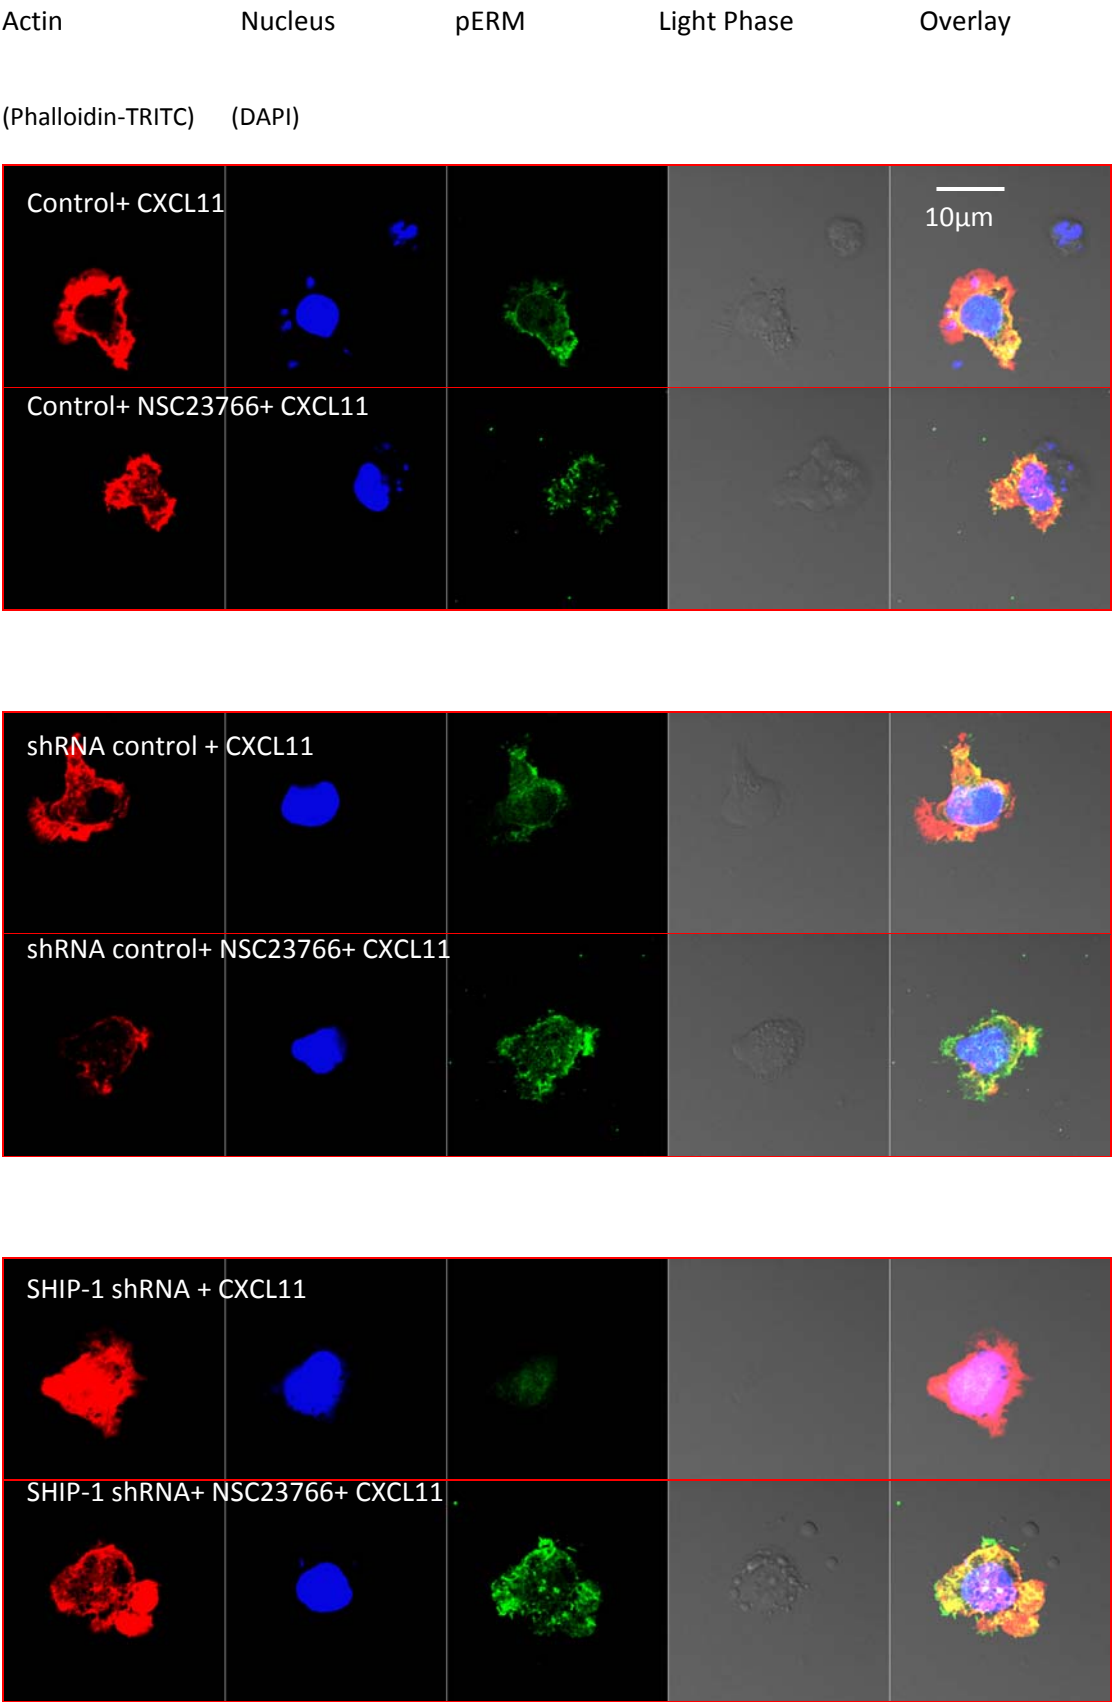 Actin Nucleus pERM Light Phase Overlay
(Phalloidin-TRITC) (DAPI)
Control+ CXCL11
10µm
Control+ NSC23766+ CXCL11
shRNA control + CXCL11
shRNA control+ NSC23766+ CXCL11
SHIP-1 shRNA + CXCL11
SHIP-1 shRNA+ NSC23766+ CXCL11